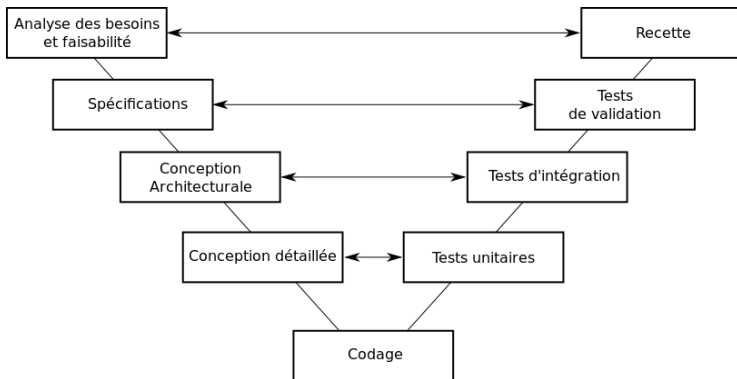 Analyse des besoins
et faisabilité
Recette
Spécifications
Tests
de validation
Conception
Architecturale
Tests d'intégration
Conception détaillée
Tests unitaires
Codage